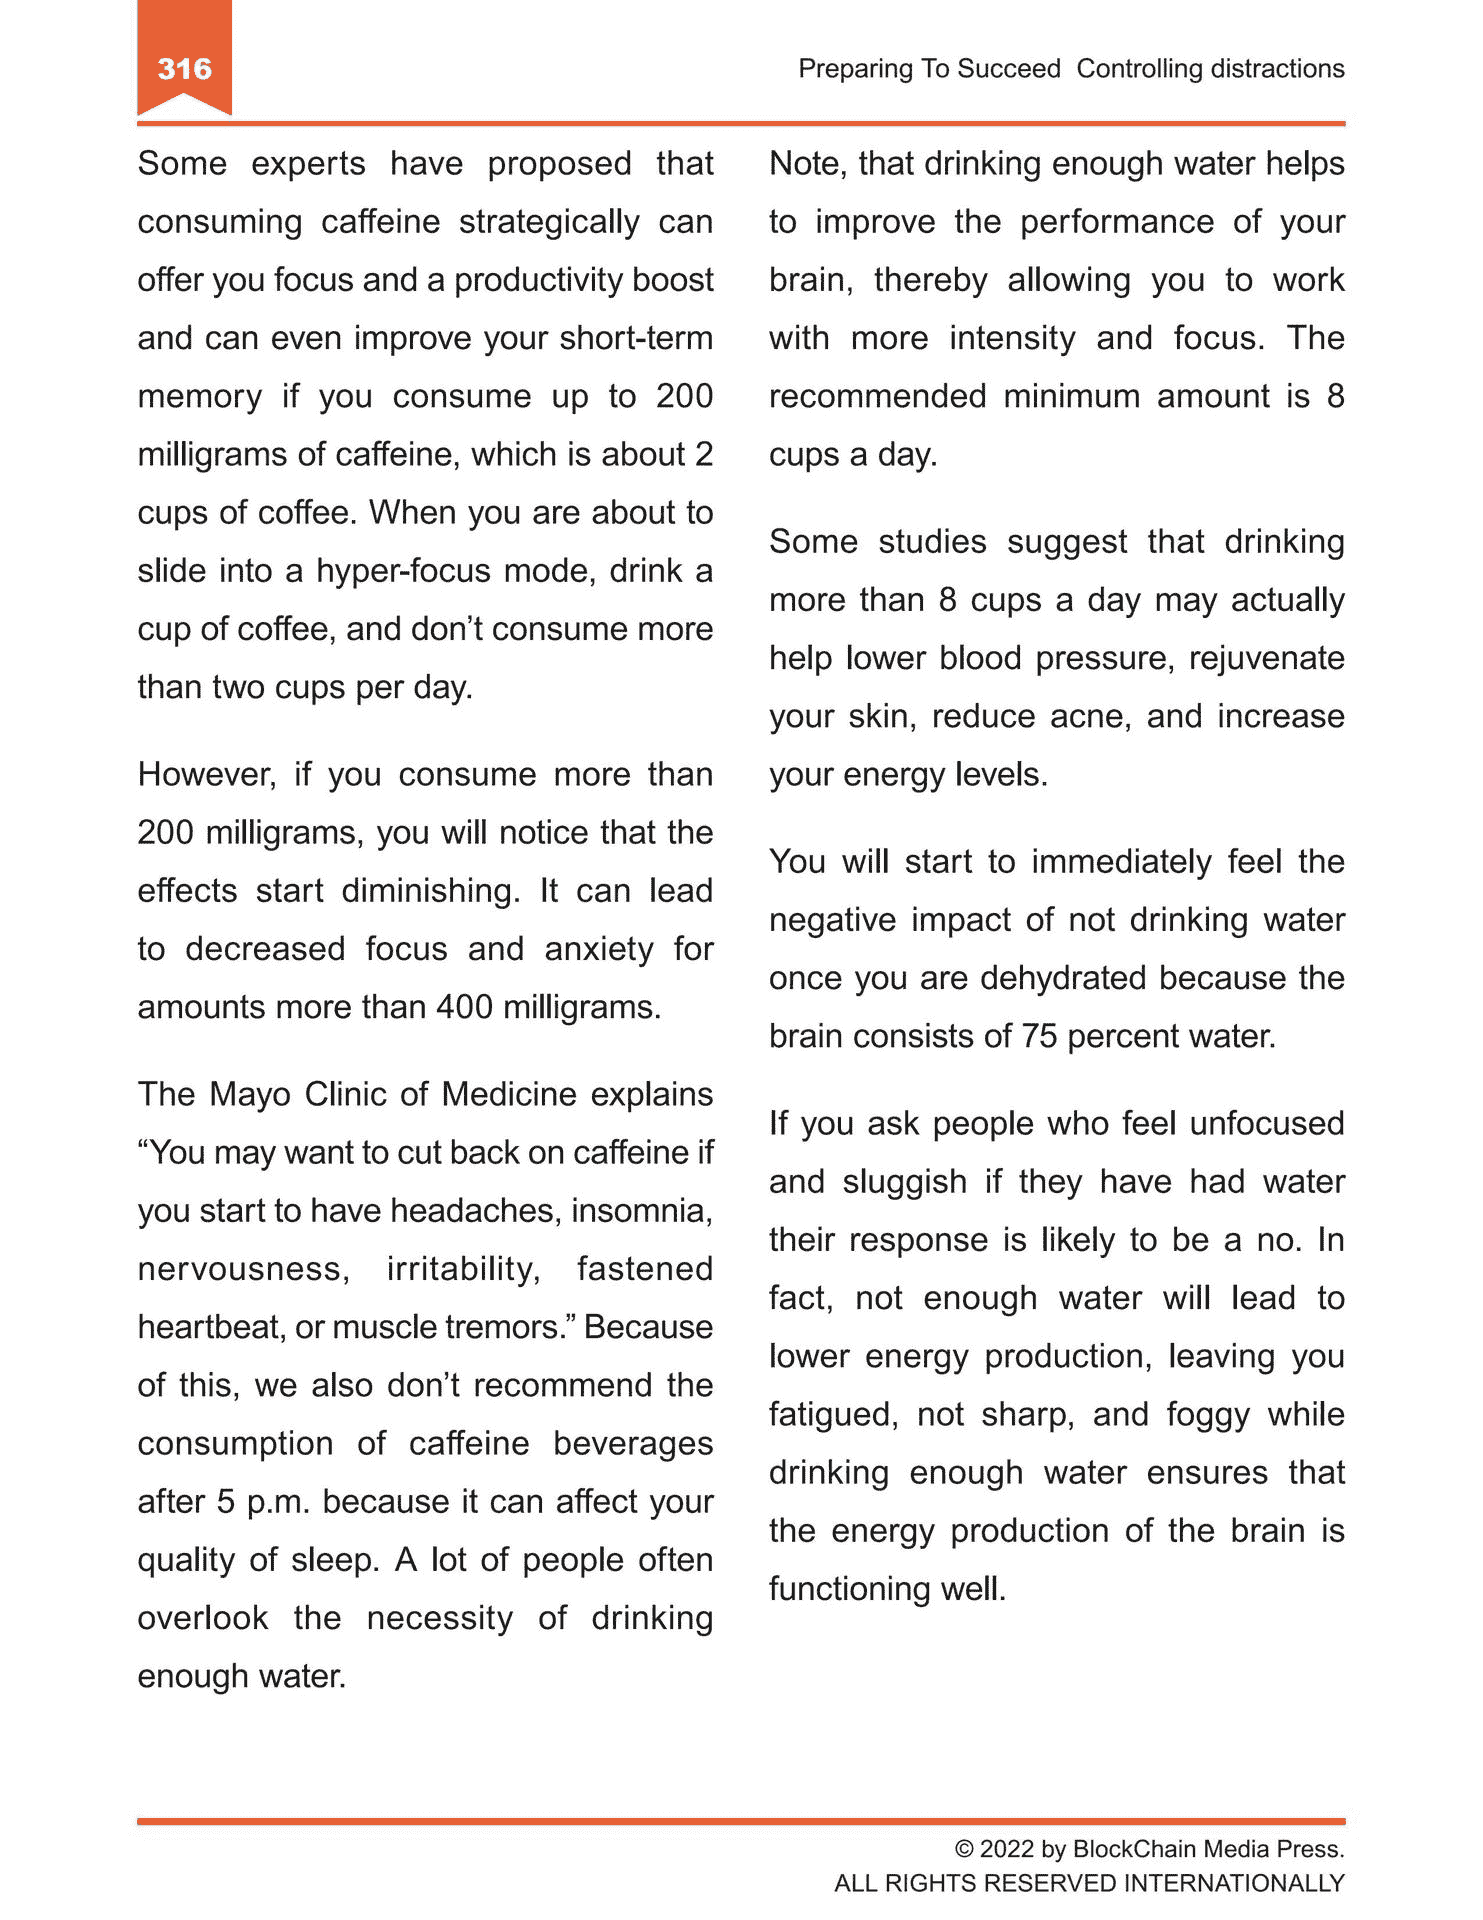 316
Preparing To Succeed  Controlling distractions
Some experts have proposed that
consuming caffeine strategically can
offer you focus and a productivity boost
and can even improve your short-term
memory if you consume up to 200
milligrams of caffeine, which is about 2
cups of coffee. When you are about to
slide into a hyper-focus mode, drink a
cup of coffee, and don’t consume more
than two cups per day.
However, if you consume more than
200 milligrams, you will notice that the
effects start diminishing. It can lead
to decreased focus and anxiety for
amounts more than 400 milligrams.
The Mayo Clinic of Medicine explains
“You may want to cut back on caffeine if
you start to have headaches, insomnia,
nervousness, irritability, fastened
heartbeat, or muscle tremors.” Because
of this, we also don’t recommend the
consumption of caffeine beverages
after 5 p.m. because it can affect your
quality of sleep. A lot of people often
overlook the necessity of drinking
enough water.
Note, that drinking enough water helps
to improve the performance of your
brain, thereby allowing you to work
with more intensity and focus. The
recommended minimum amount is 8
cups a day.
Some studies suggest that drinking
more than 8 cups a day may actually
help lower blood pressure, rejuvenate
your skin, reduce acne, and increase
your energy levels.
You will start to immediately feel the
negative impact of not drinking water
once you are dehydrated because the
brain consists of 75 percent water.
If you ask people who feel unfocused
and sluggish if they have had water
their response is likely to be a no. In
fact, not enough water will lead to
lower energy production, leaving you
fatigued, not sharp, and foggy while
drinking enough water ensures that
the energy production of the brain is
functioning well.
© 2022 by BlockChain Media Press.
ALL RIGHTS RESERVED INTERNATIONALLY